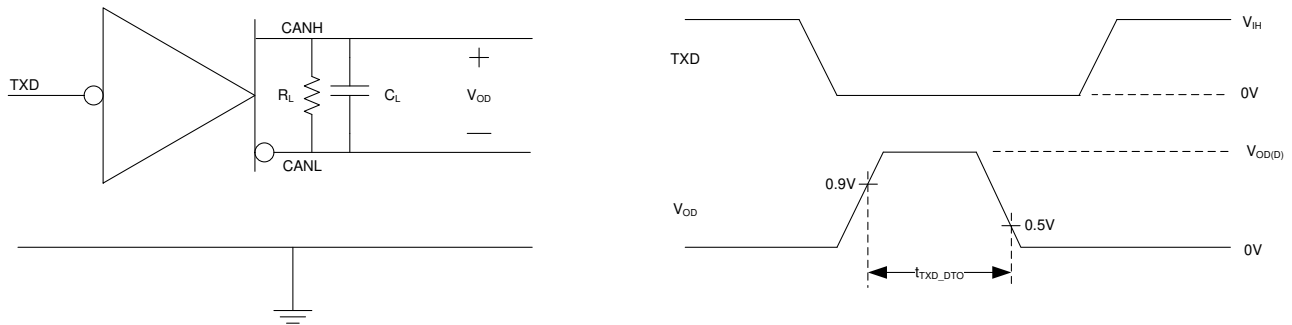 CANH
TXD
R_L
C_L
+
V_OD
—
CANL
V_IH
TXD
0V
V_OD(D)
0.9V
V_OD
0.5V
0V
t_TXD_DTO